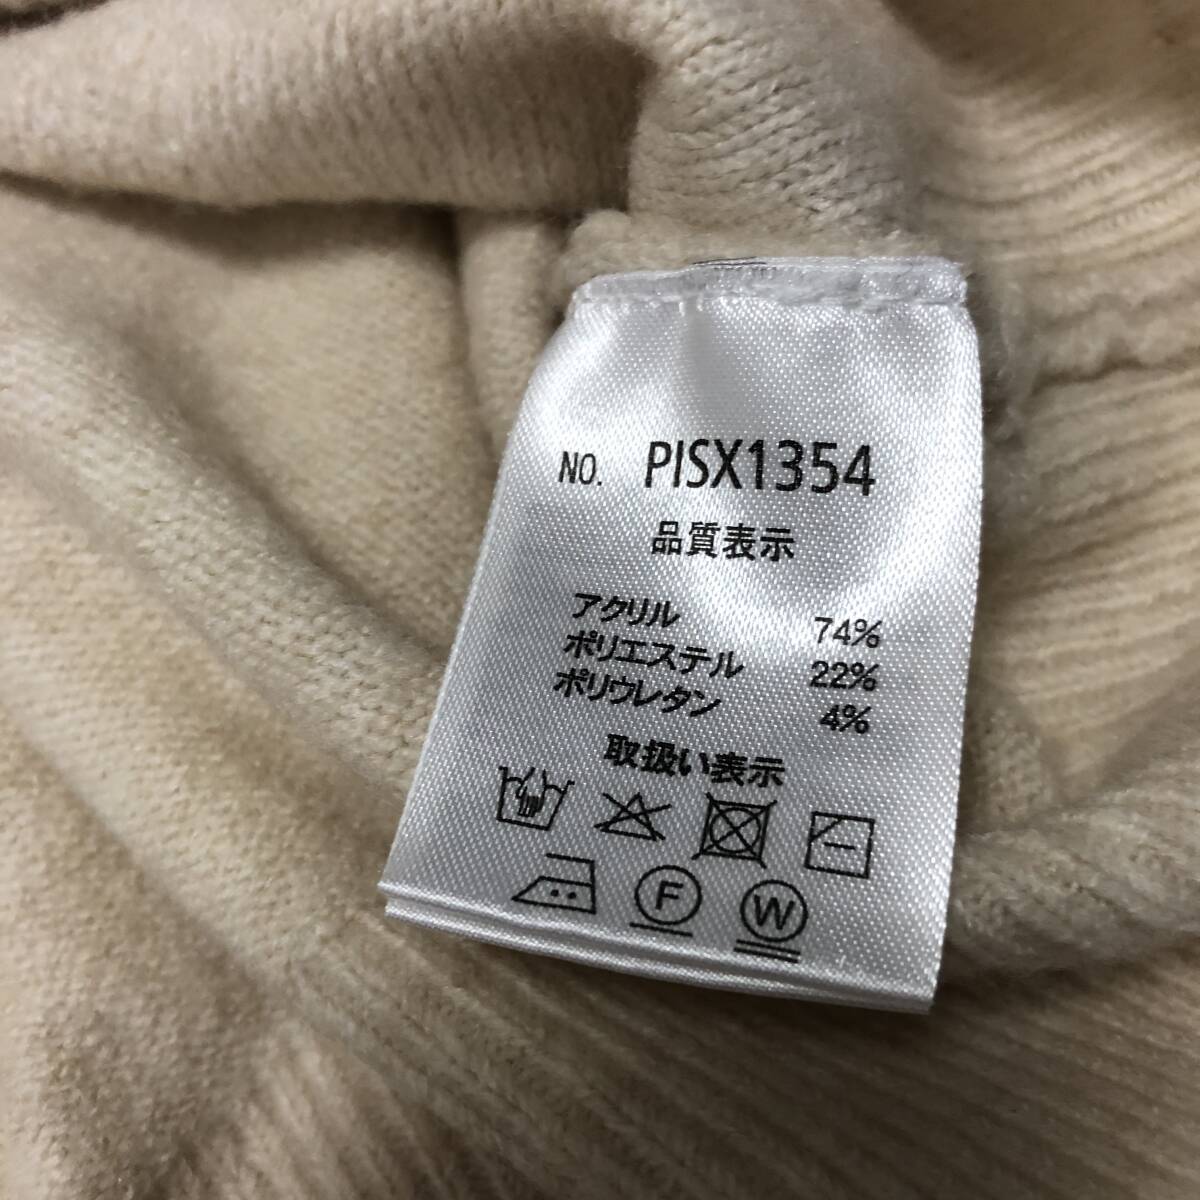 NO. PISX1354
品質表示
アクリル 74%
ポリエステル 22%
ポリウレタン 4%
取扱い表示
F W